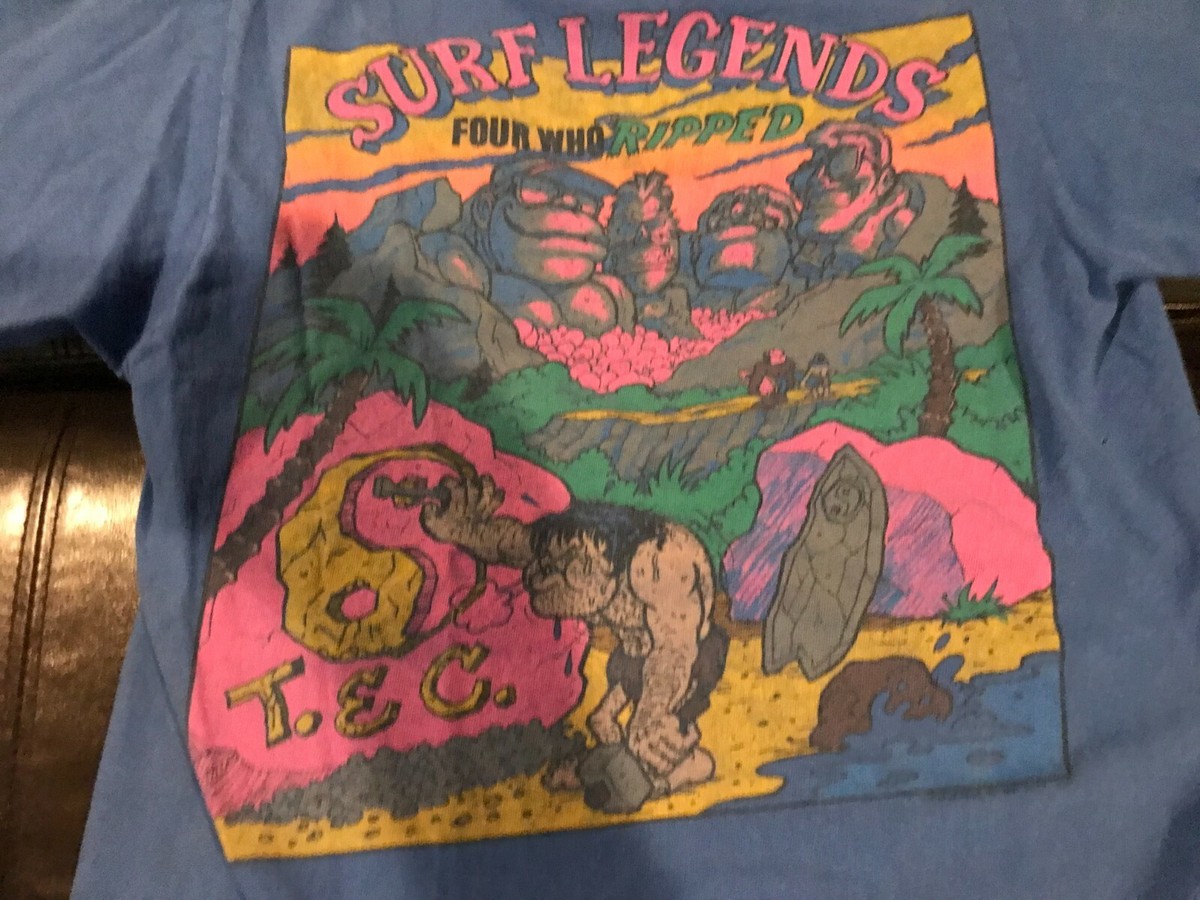 SURF LEGENDS
FOUR WHO RIPPED
T.&C.